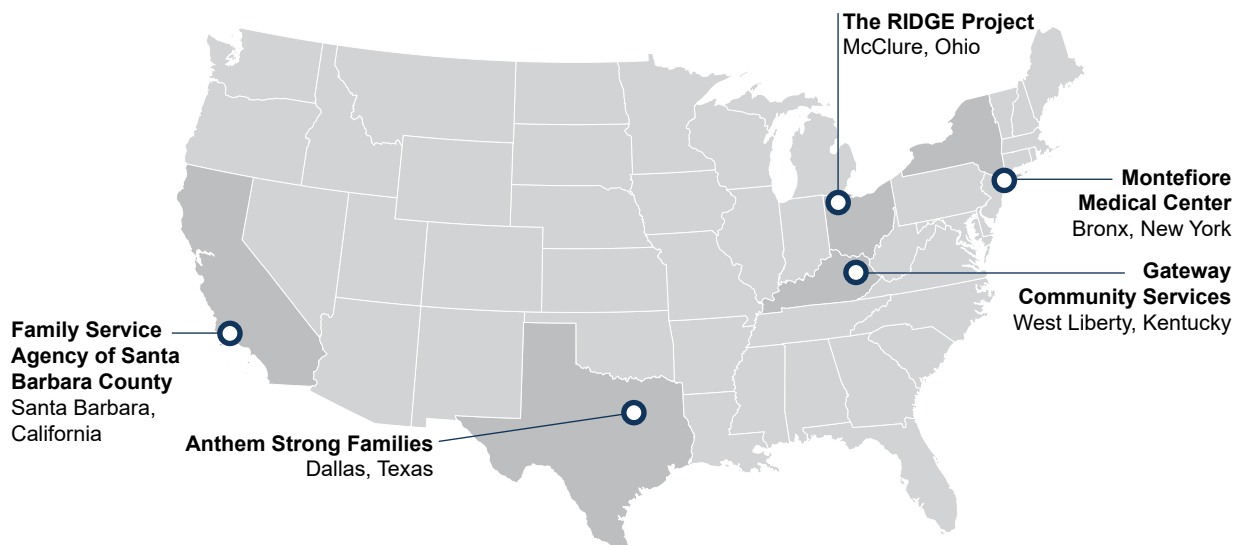 The RIDGE Project
McClure, Ohio
Montefiore
Medical Center
Bronx, New York
Gateway
Community Services
West Liberty, Kentucky
Family Service
Agency of Santa
Barbara County
Santa Barbara,
California
Anthem Strong Families
Dallas, Texas